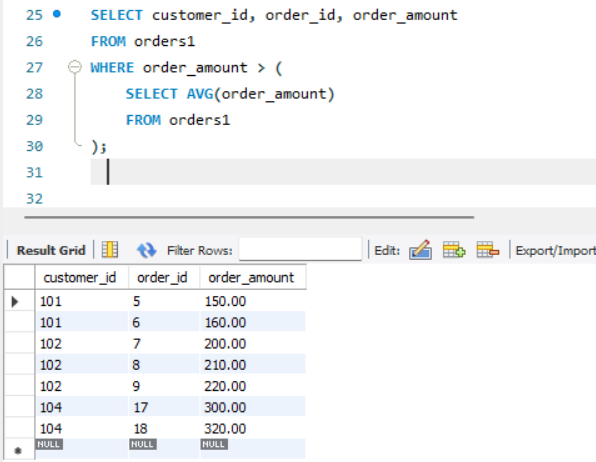 25 SELECT customer_id, order_id, order_amount
26 FROM orders1
27 WHERE order_amount > (
28 SELECT AVG(order_amount)
29 FROM orders1
30 );
31
32
Result Grid Filter Rows: Edit: Export/Import
customer_id order_id order_amount
101 5 150.00
101 6 160.00
102 7 200.00
102 8 210.00
102 9 220.00
104 17 300.00
104 18 320.00
NULL NULL NULL